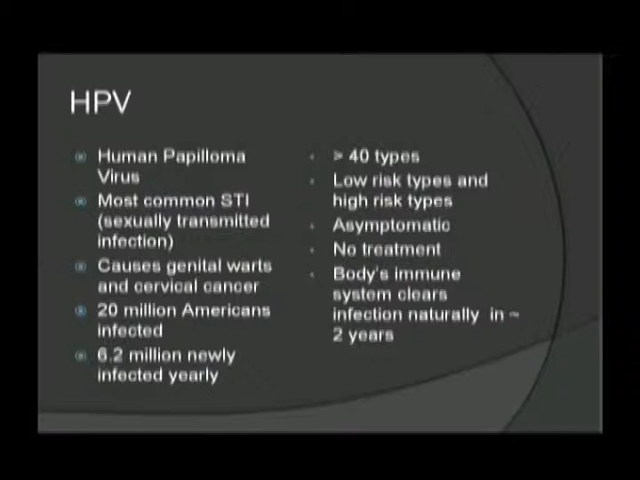 HPV
Human Papilloma
Virus
Most common STI
(sexually transmitted
infection)
Causes genital warts
and cervical cancer
20 million Americans
infected
6.2 million newly
infected yearly
> 40 types
Low risk types and
high risk types
Asymptomatic
No treatment
Body's immune
system clears
infection naturally in ~
2 years